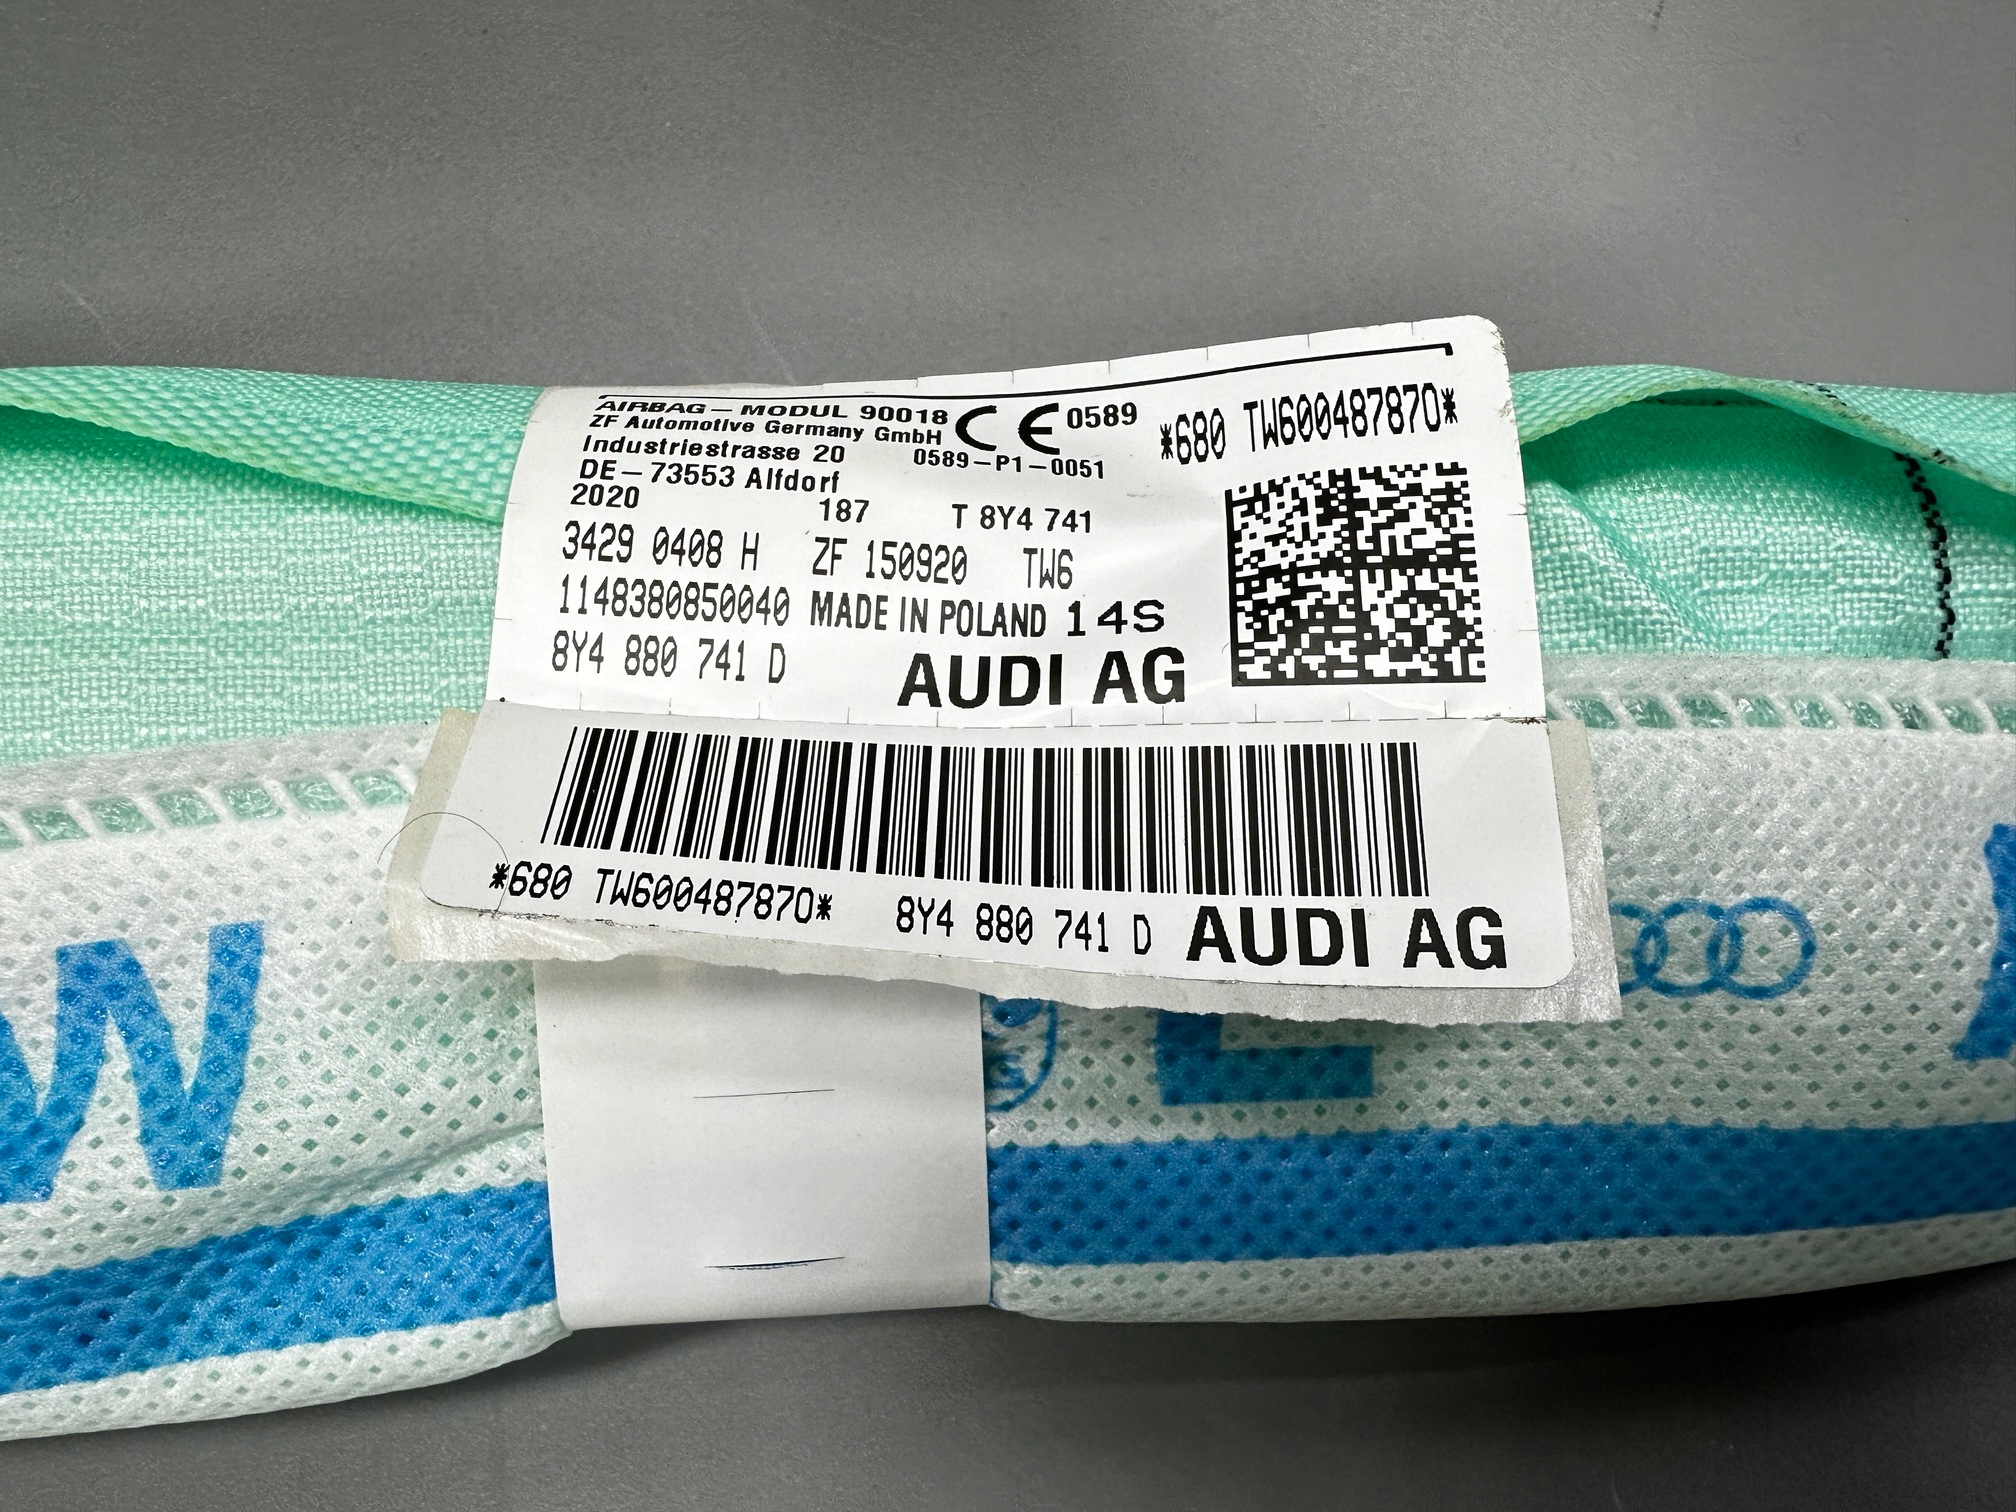 AIRBAG-MODUL 90018 CE 0589 *680 TW600487870*
ZF Automotive Germany GmbH
Industriestrasse 20 0589-P1-0051
DE-73553 Alfdorf
2020 187 T 8Y4 741
3429 0408 H ZF 150920 TW6
1148380850040 MADE IN POLAND 14S
8Y4 880 741 D AUDI AG
*680 TW600487870* 8Y4 880 741 D AUDI AG
W